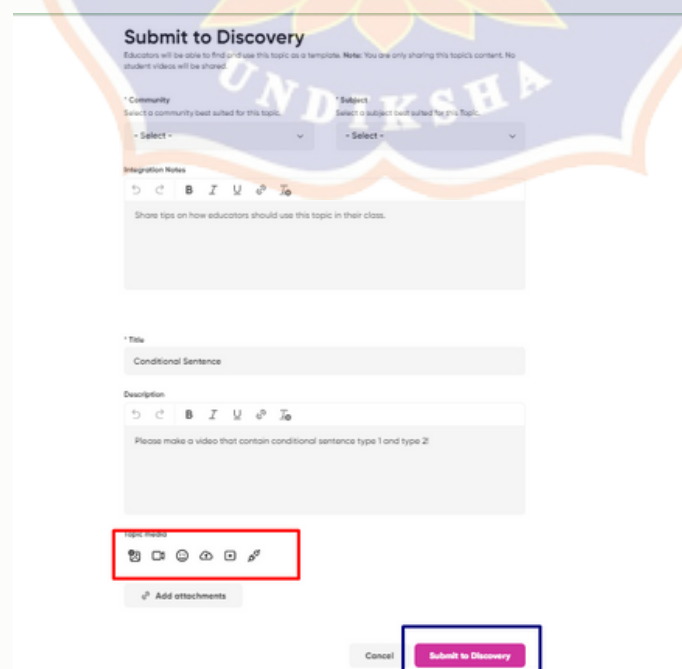 Submit to Discovery
Educators will be able to find and use this topic as a template. Note: You are only sharing this topic's content. No
student videos will be shared.
UNDIKSHA
* Community
* Subject
Select a community best suited for this topic.
Select a subject best suited for this Topic.
- Select -
- Select -
Integration Notes
B I U
Share tips on how educators should use this topic in their class.
* Title
Conditional Sentence
Description
B I U
Please make a video that contain conditional sentence type 1 and type 2!
Topic media
Add attachments
Cancel
Submit to Discovery